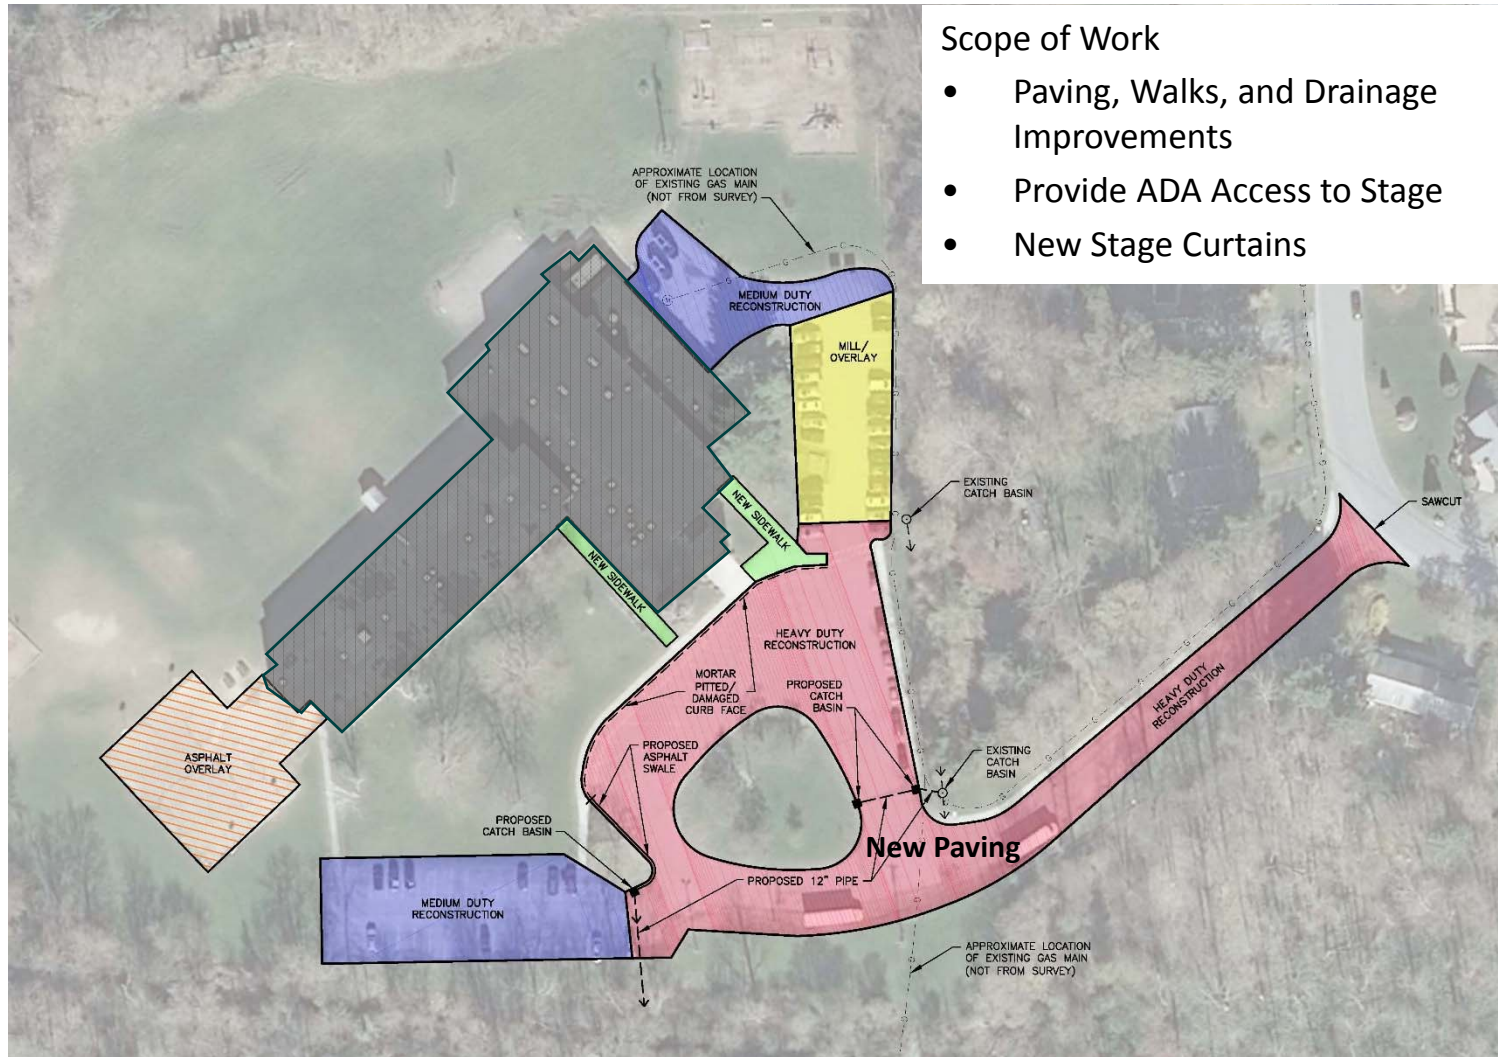 Scope of Work
• Paving, Walks, and Drainage
Improvements
• Provide ADA Access to Stage
• New Stage Curtains
APPROXIMATE LOCATION
OF EXISTING GAS MAIN
(NOT FROM SURVEY)
MEDIUM DUTY
RECONSTRUCTION
MILL/
OVERLAY
EXISTING
CATCH BASIN
SAWCUT
NEW SIDEWALK
NEW SIDEWALK
HEAVY DUTY
RECONSTRUCTION
MORTAR
PITTED/
DAMAGED
CURB FACE
PROPOSED
CATCH
BASIN
HEAVY DUTY
RECONSTRUCTION
PROPOSED
ASPHALT
SWALE
EXISTING
CATCH
BASIN
ASPHALT
OVERLAY
PROPOSED
CATCH BASIN
New Paving
PROPOSED 12" PIPE
MEDIUM DUTY
RECONSTRUCTION
APPROXIMATE LOCATION
OF EXISTING GAS MAIN
(NOT FROM SURVEY)